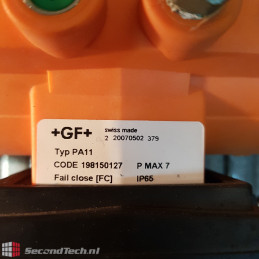 +GF+
swiss made
2 20070502 379
Typ PA11
CODE 198150127 P MAX 7
Fail close [FC] IP65
SecondTech.nl